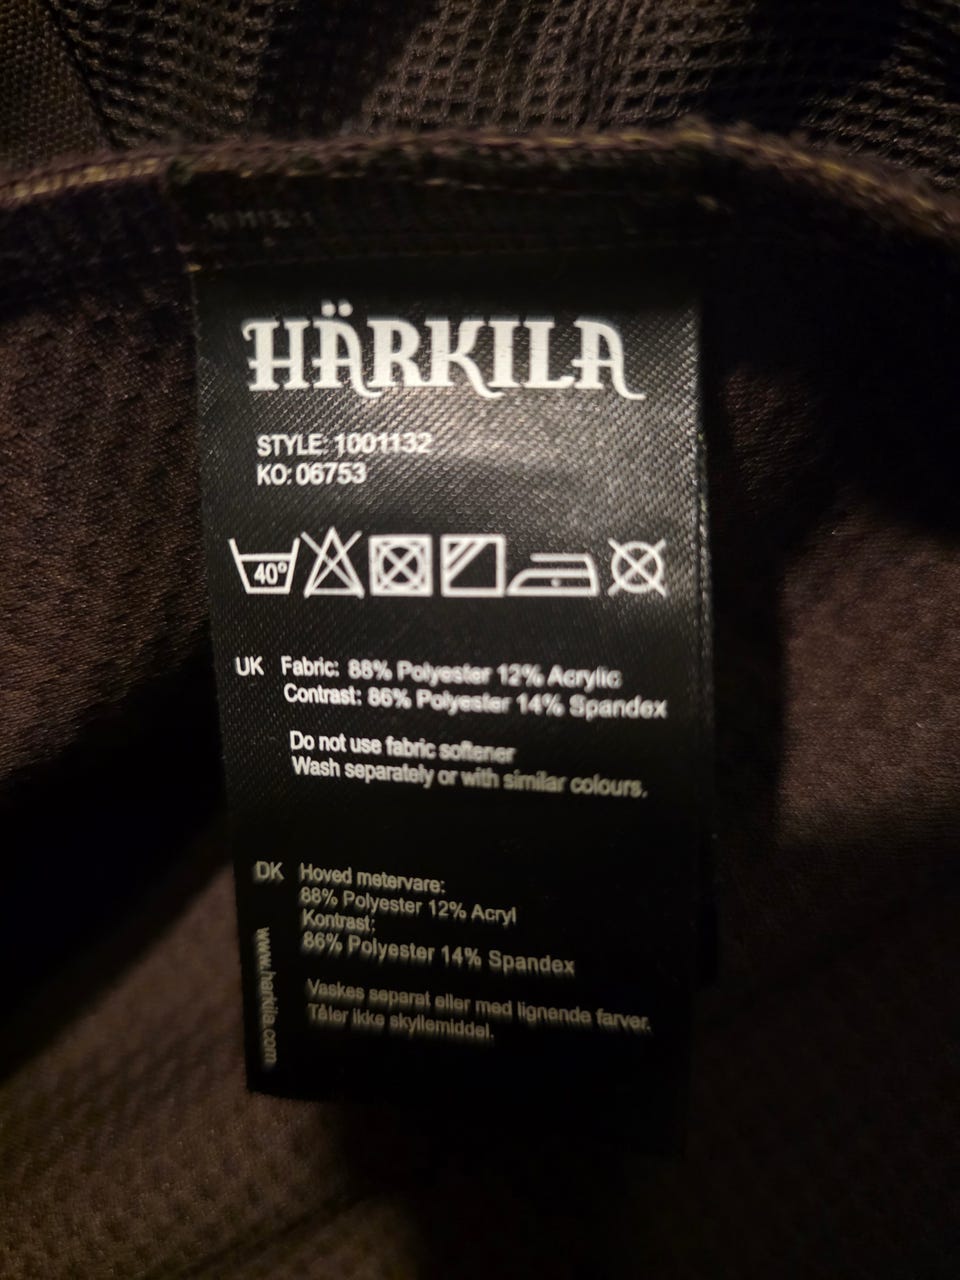 HÄRKILA
STYLE: 1001132
KO: 06753
40°
UK Fabric: 88% Polyester 12% Acrylic
Contrast: 86% Polyester 14% Spandex
Do not use fabric softener
Wash separately or with similar colours.
DK Hoved metervare:
88% Polyester 12% Acryl
Kontrast:
86% Polyester 14% Spandex
Vaskes separat eller med lignende farver.
Tåler ikke skyllemiddel.
www.harkila.com